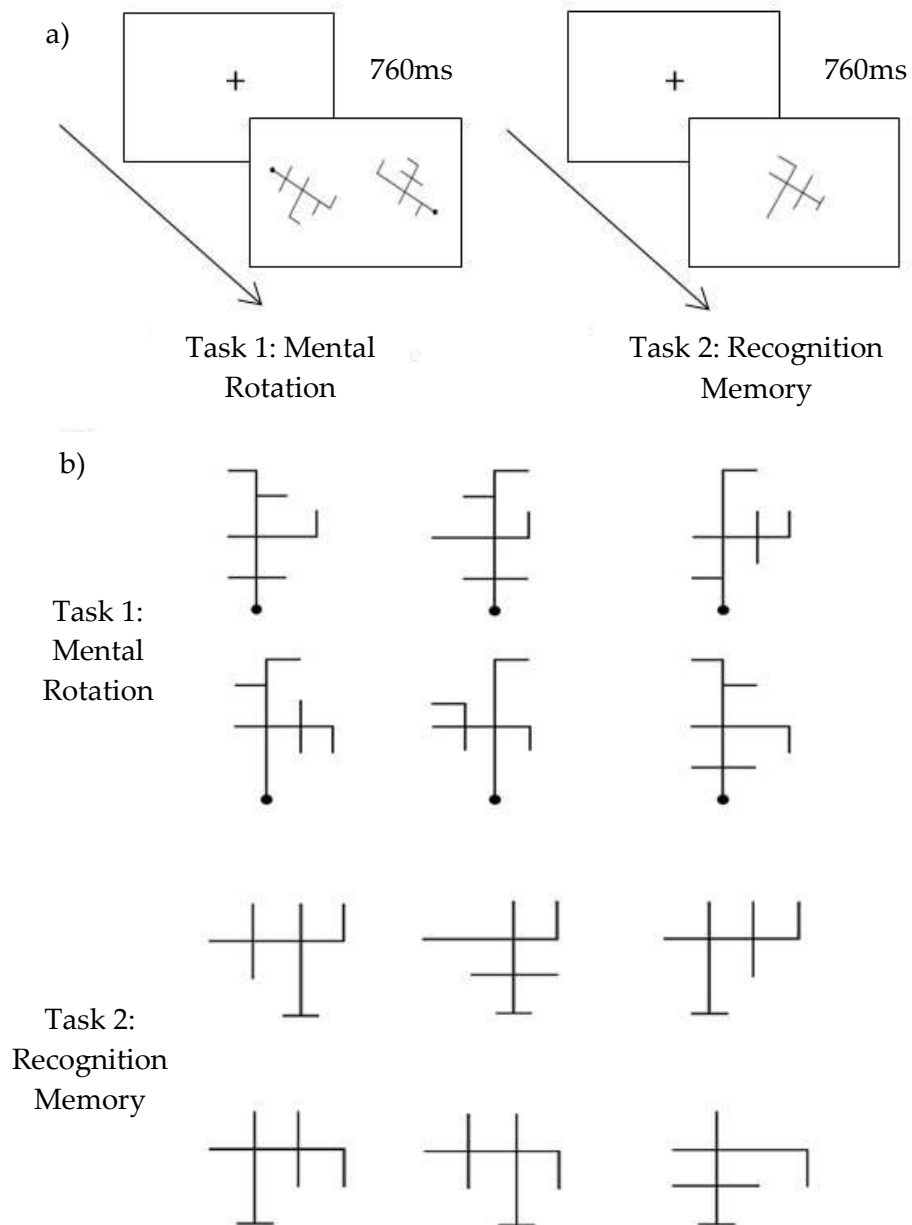 a)
760ms
760ms
Task 1: Mental
Rotation
Task 2: Recognition
Memory
b)
Task 1:
Mental
Rotation
Task 2:
Recognition
Memory